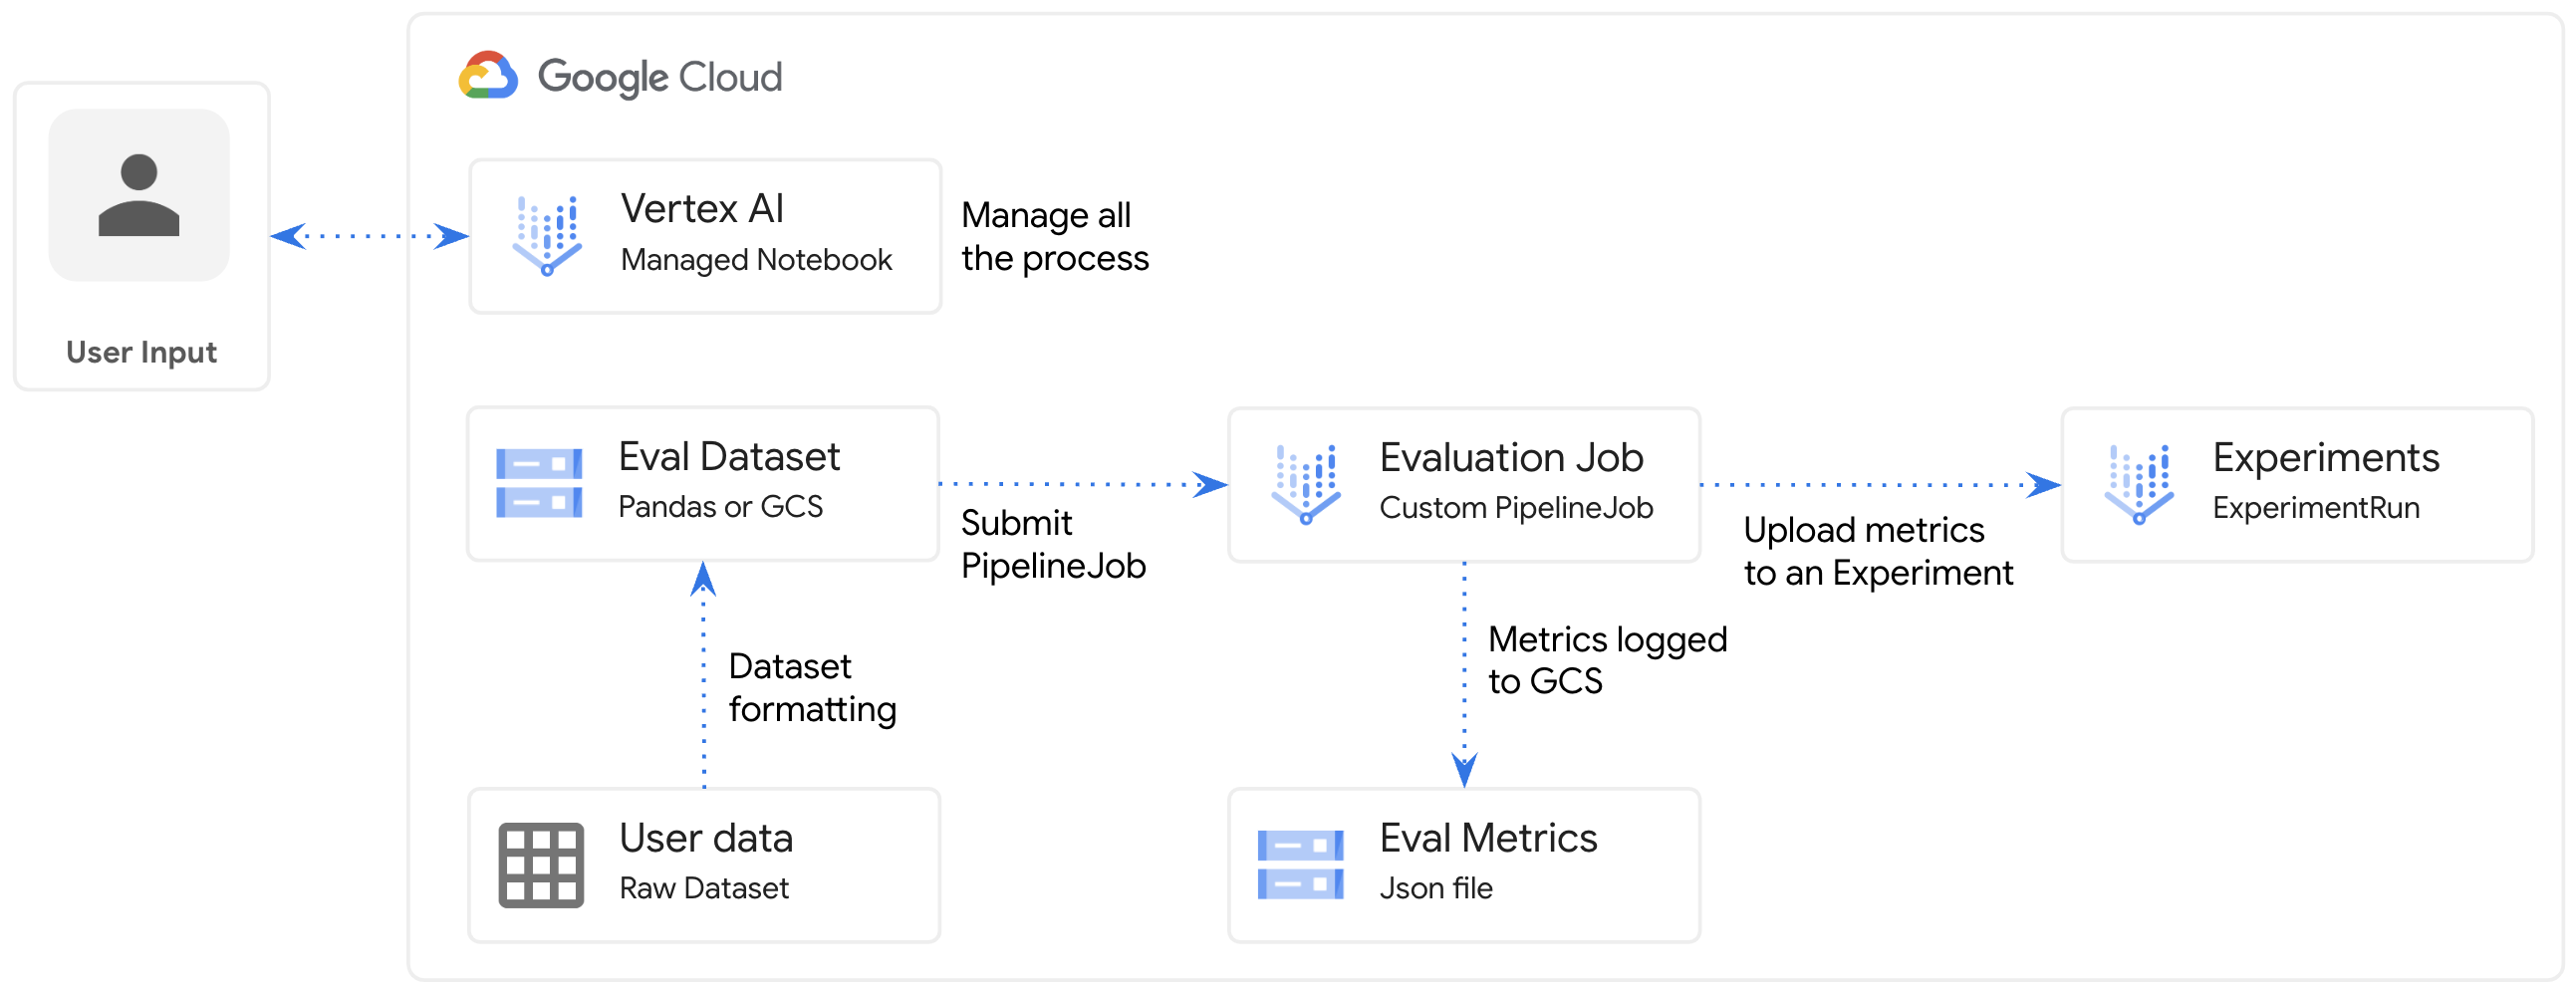 Google Cloud
User Input
Vertex AI
Managed Notebook
Manage all
the process
Eval Dataset
Pandas or GCS
Submit
PipelineJob
Evaluation Job
Custom PipelineJob
Upload metrics
to an Experiment
Experiments
ExperimentRun
Dataset
formatting
Metrics logged
to GCS
User data
Raw Dataset
Eval Metrics
Json file